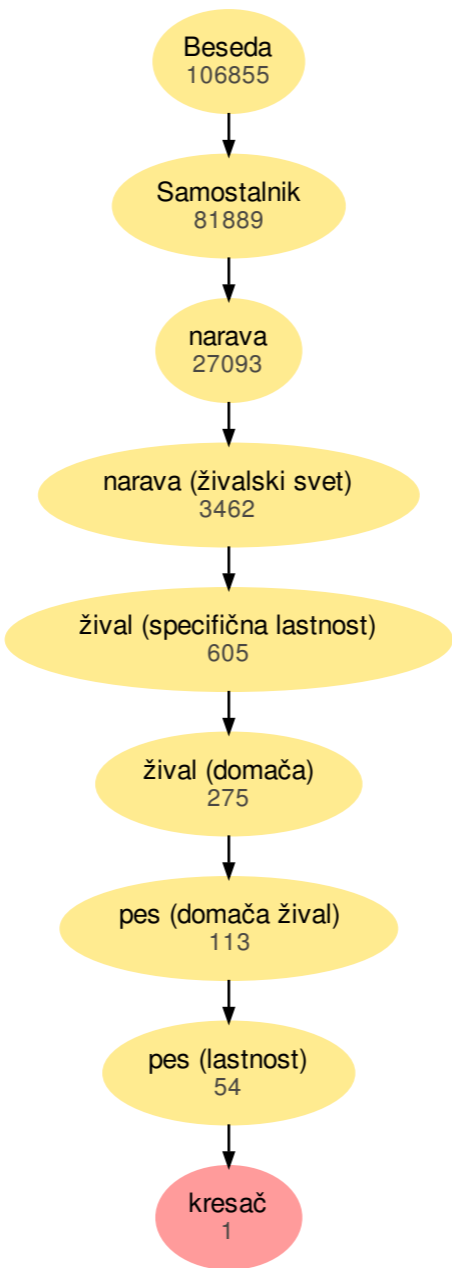 Beseda
106855
Samostalnik
81889
narava
27093
narava (živalski svet)
3462
žival (specifična lastnost)
605
žival (domača)
275
pes (domača žival)
113
pes (lastnost)
54
kresač
1